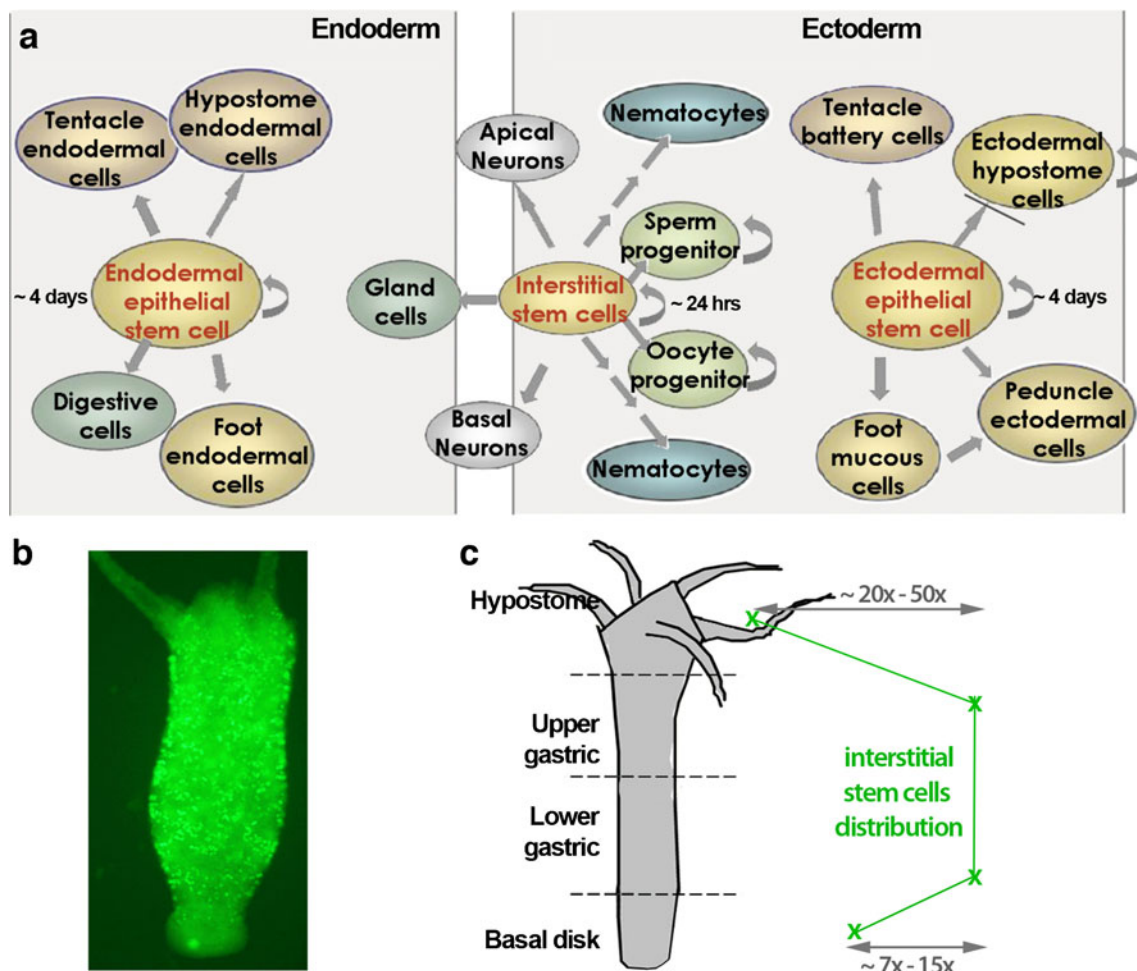 a
Endoderm
Ectoderm
Tentacle
endodermal
cells
Hypostome
endodermal
cells
Endodermal
epithelial
stem cell
~ 4 days
Digestive
cells
Foot
endodermal
cells
Apical
Neurons
Gland
cells
Basal
Neurons
Nematocytes
Sperm
progenitor
Interstitial
stem cells
~ 24 hrs
Oocyte
progenitor
Nematocytes
Tentacle
battery cells
Ectodermal
hypostome
cells
Ectodermal
epithelial
stem cell
~ 4 days
Foot
mucous
cells
Peduncle
ectodermal
cells
b
c
Hypostome
~ 20x - 50x
x
x
Upper
gastric
Lower
gastric
interstitial
stem cells
distribution
x
x
Basal disk
~ 7x - 15x